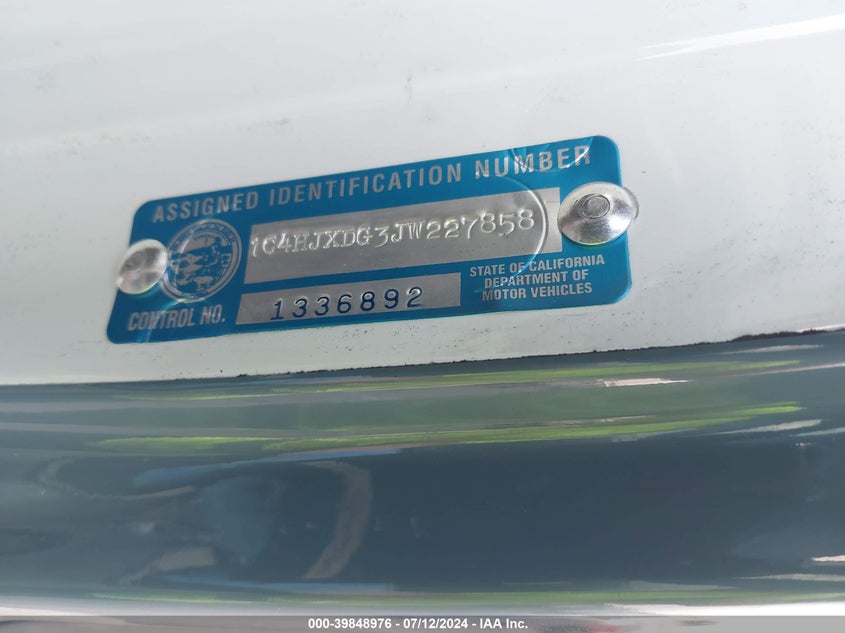 ASSIGNED IDENTIFICATION NUMBER
1C4HJXDG3JW227858
CONTROL NO.
1336892
STATE OF CALIFORNIA
DEPARTMENT OF
MOTOR VEHICLES
000-39848976 - 07/12/2024 - IAA Inc.